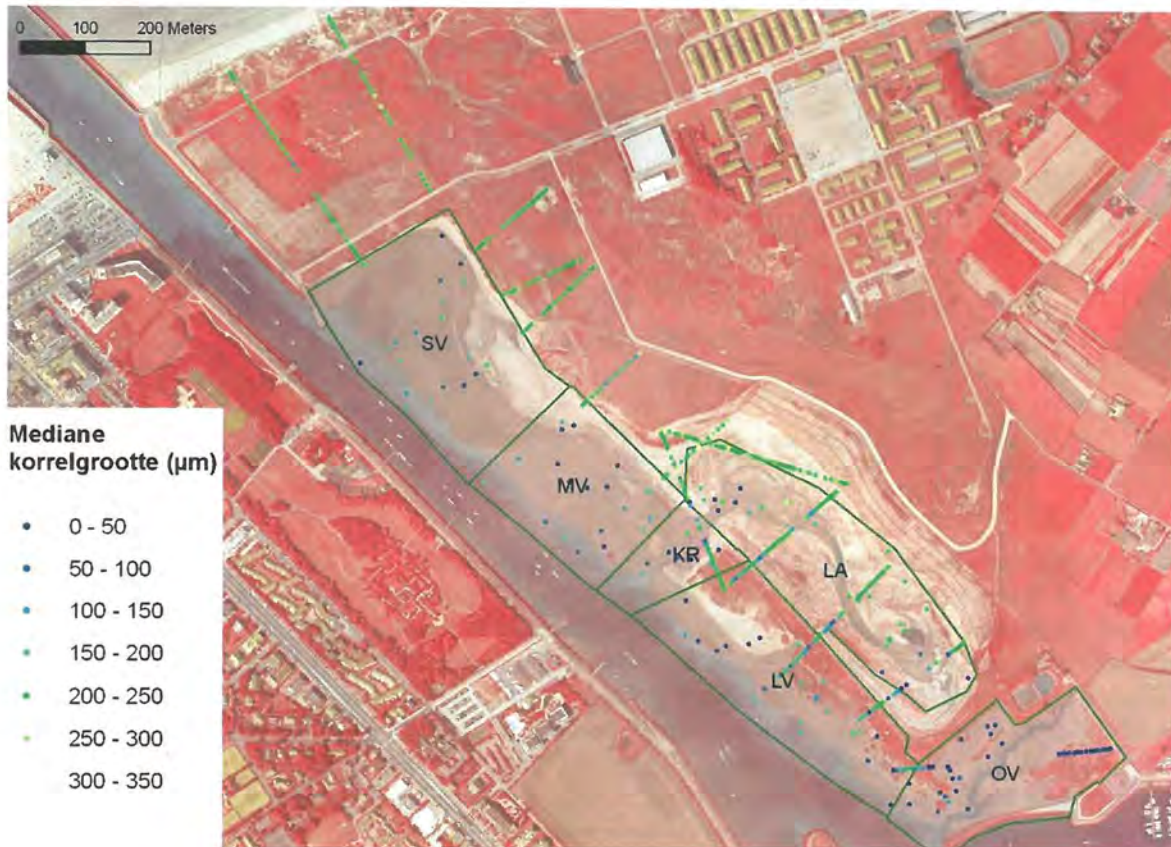 0 100 200 Meters
SV
MV
KR
LA
LV
OV
Mediane
korrelgrootte (µm)
0 - 50
50 - 100
100 - 150
150 - 200
200 - 250
250 - 300
300 - 350